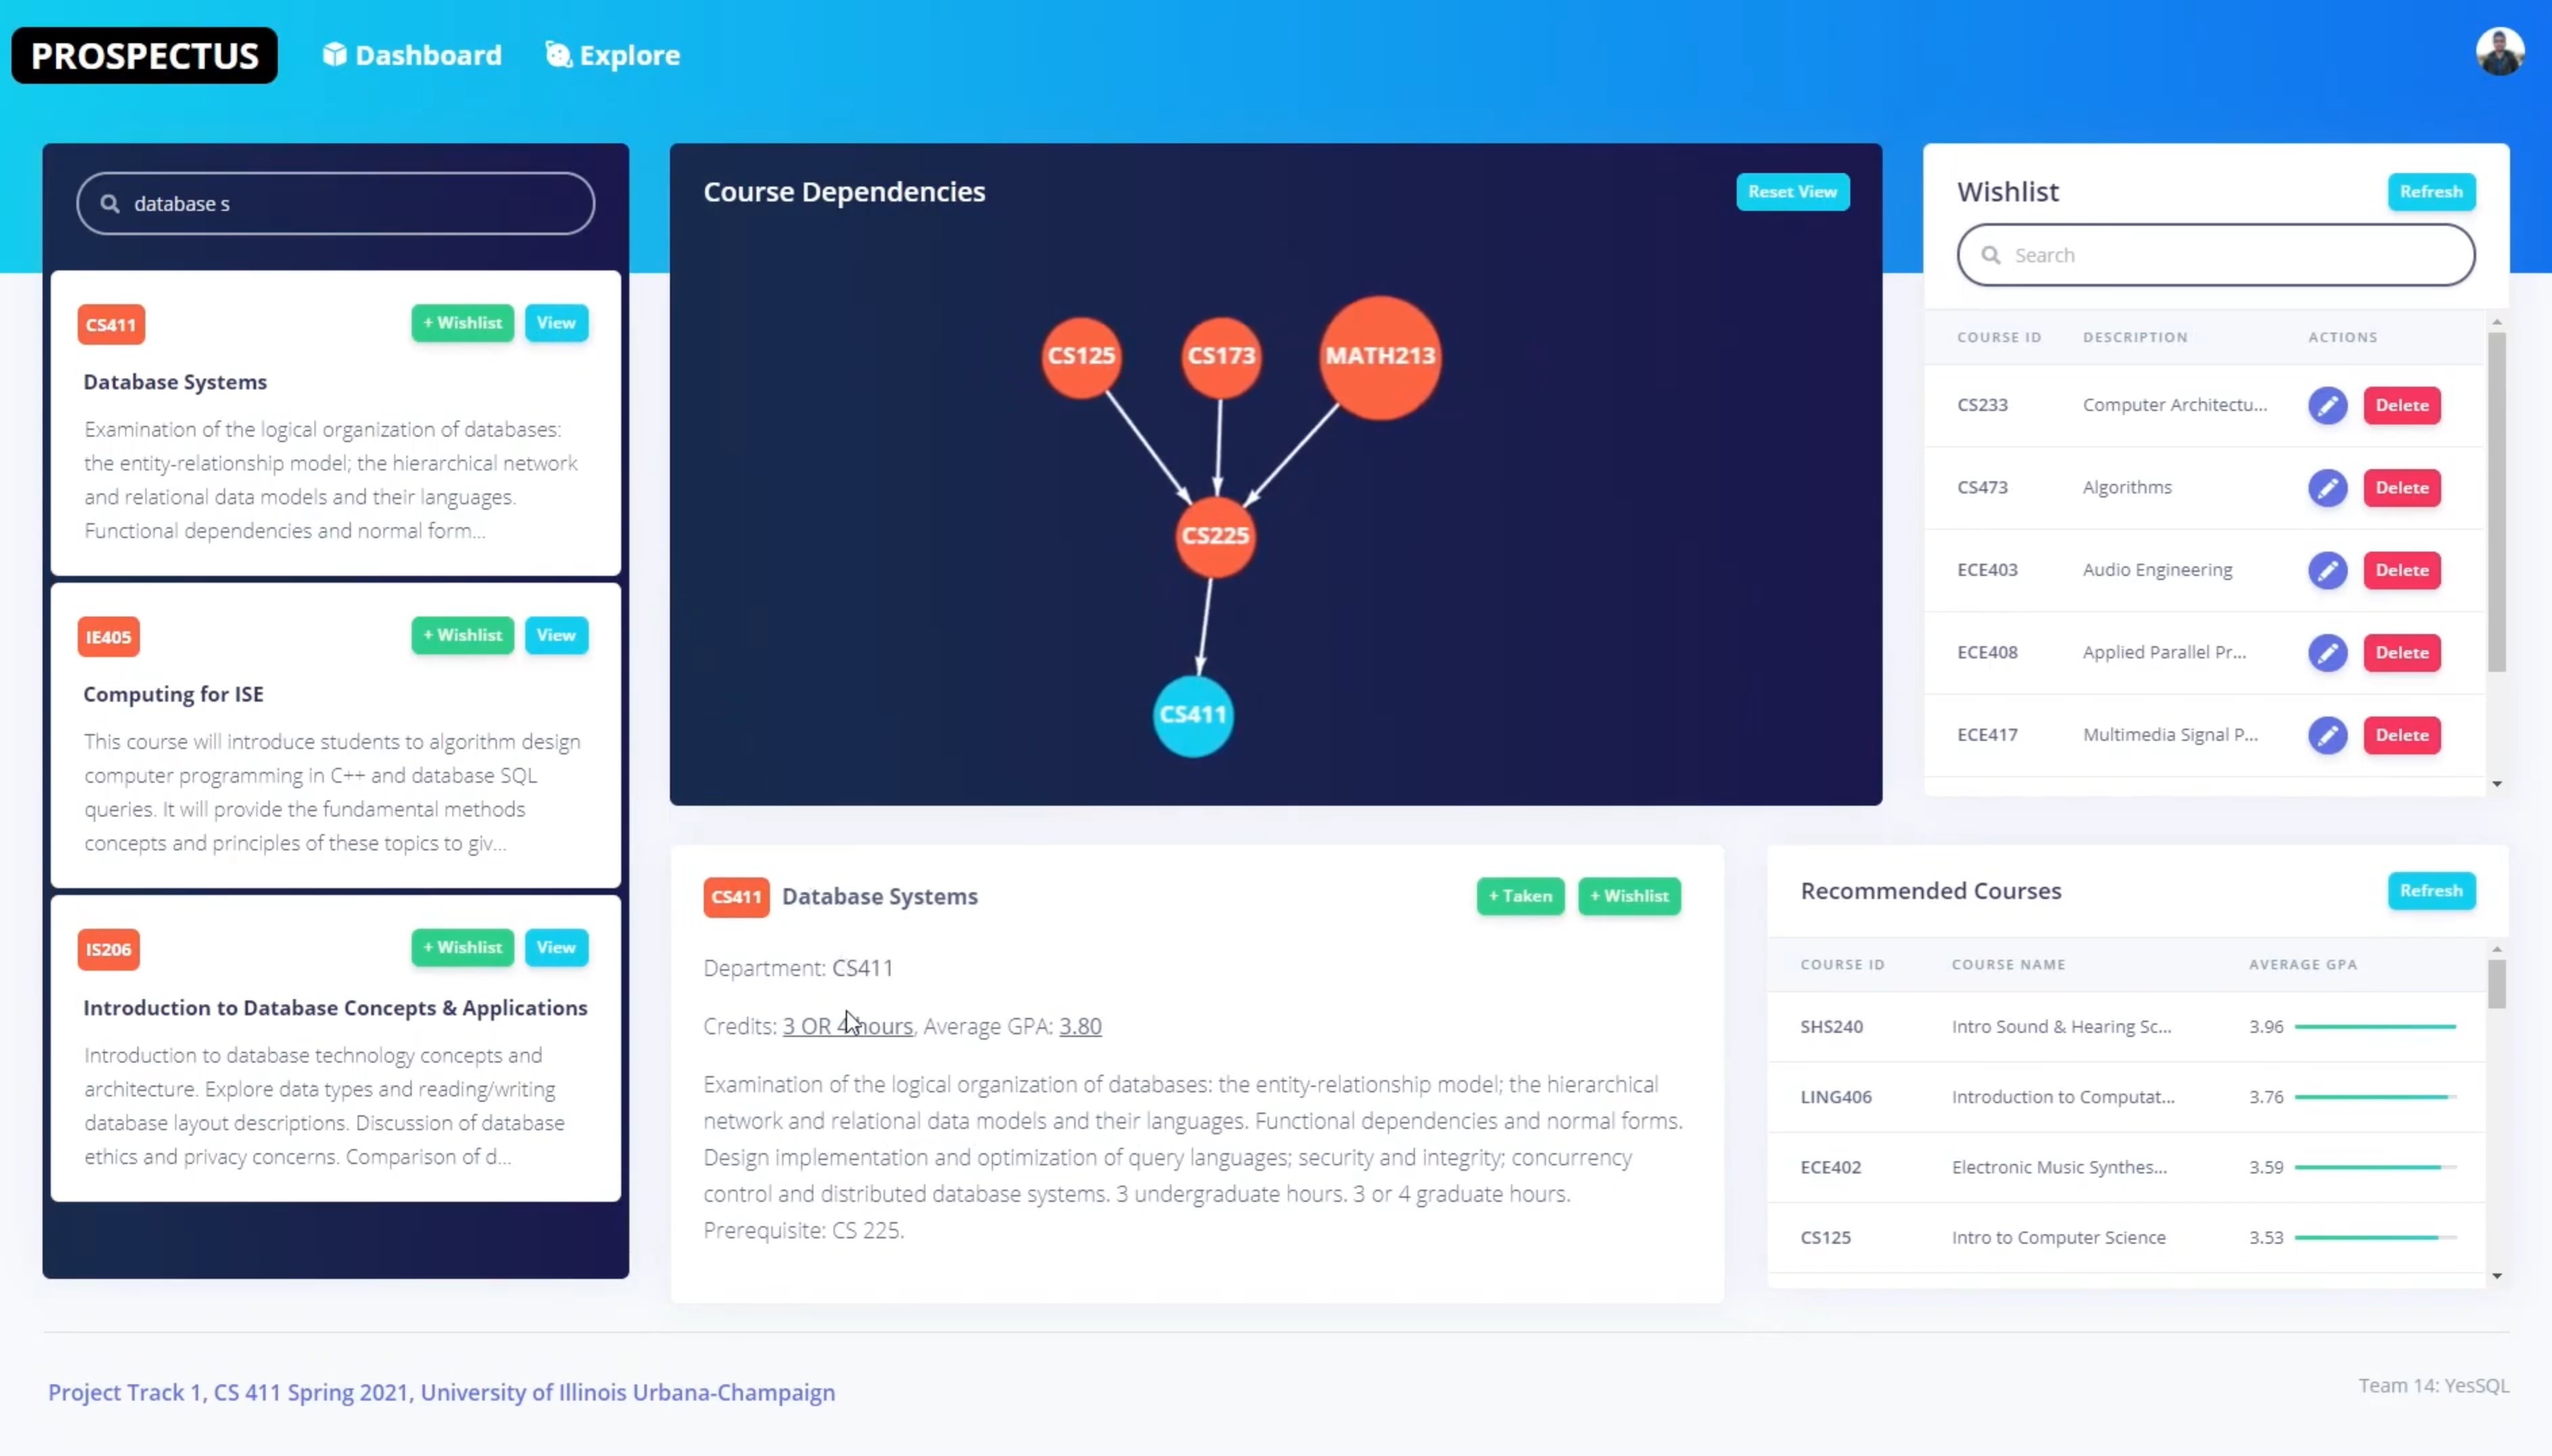 PROSPECTUS
Dashboard
Explore
database s
CS411
+ Wishlist
View
Database Systems
Examination of the logical organization of databases:
the entity-relationship model; the hierarchical network
and relational data models and their languages.
Functional dependencies and normal form...
IE405
+ Wishlist
View
Computing for ISE
This course will introduce students to algorithm design
computer programming in C++ and database SQL
queries. It will provide the fundamental methods
concepts and principles of these topics to giv...
IS206
+ Wishlist
View
Introduction to Database Concepts & Applications
Introduction to database technology concepts and
architecture. Explore data types and reading/writing
database layout descriptions. Discussion of database
ethics and privacy concerns. Comparison of d...
Course Dependencies
Reset View
CS125
CS173
MATH213
CS225
CS411
Wishlist
Refresh
Search
COURSE ID DESCRIPTION ACTIONS
CS233 Computer Architectu... Delete
CS473 Algorithms Delete
ECE403 Audio Engineering Delete
ECE408 Applied Parallel Pr... Delete
ECE417 Multimedia Signal P... Delete
CS411 Database Systems
+ Taken
+ Wishlist
Department: CS411
Credits: 3 OR 4 hours, Average GPA: 3.80
Examination of the logical organization of databases: the entity-relationship model; the hierarchical
network and relational data models and their languages. Functional dependencies and normal forms.
Design implementation and optimization of query languages; security and integrity; concurrency
control and distributed database systems. 3 undergraduate hours. 3 or 4 graduate hours.
Prerequisite: CS 225.
Recommended Courses
Refresh
COURSE ID COURSE NAME AVERAGE GPA
SHS240 Intro Sound & Hearing Sc... 3.96
LING406 Introduction to Computat... 3.76
ECE402 Electronic Music Synthes... 3.59
CS125 Intro to Computer Science 3.53
Project Track 1, CS 411 Spring 2021, University of Illinois Urbana-Champaign
Team 14: YesSQL